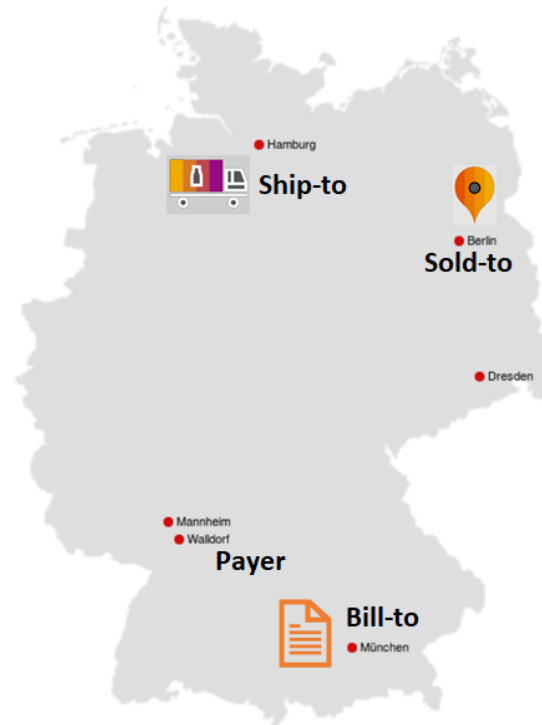 Hamburg
Ship-to
Berlin
Sold-to
Dresden
Mannheim
Walldorf
Payer
Bill-to
München